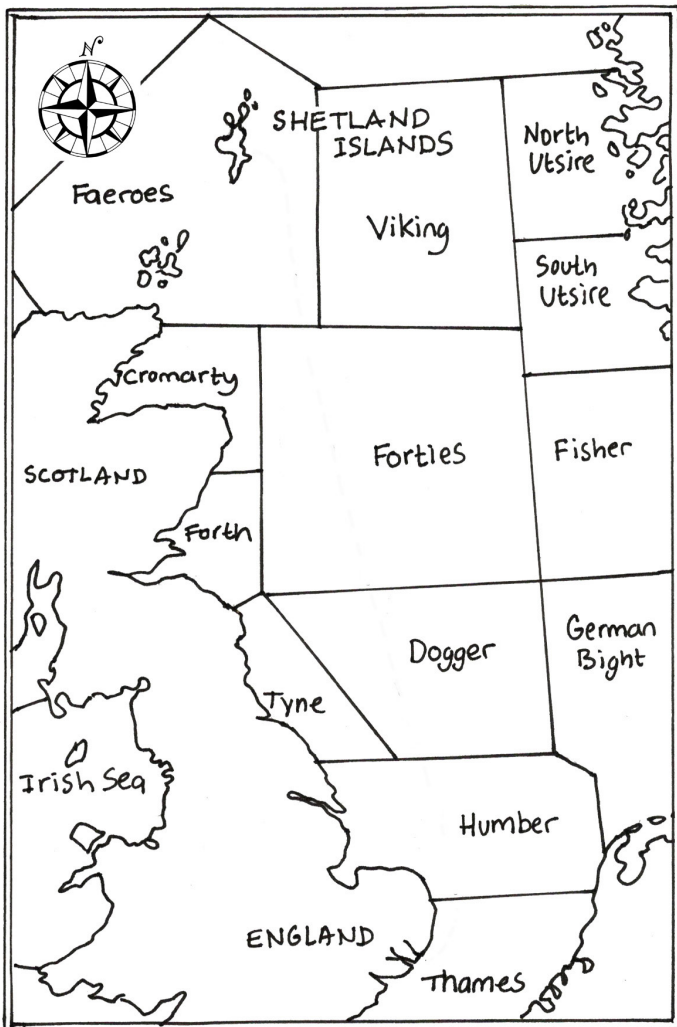 N
SHETLAND
ISLANDS
North
Utsire
Faeroes
Viking
South
Utsire
Cromarty
Forties
Fisher
SCOTLAND
Forth
German
Bight
Dogger
Tyne
Irish Sea
Humber
ENGLAND
Thames